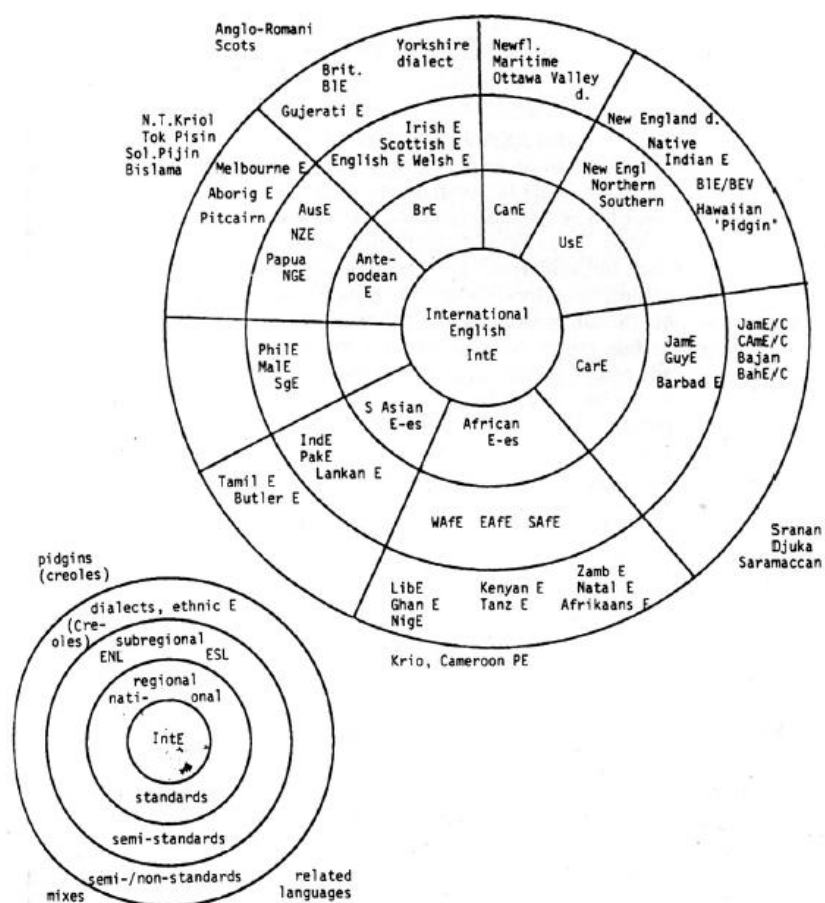 Anglo-Romani
Scots
Yorkshire
dialect
Brit.
BlE
Gujerati E
Newfl.
Maritime
Ottawa Valley
d.
N.T.Kriol
Tok Pisin
Sol.Pijin
Bislama
Irish E
Scottish E
English E Welsh E
New England d.
Native
Indian E
BlE/BEV
Hawaiian
'Pidgin"
New Engl
Northern
Southern
Melbourne E
Aborig E
Pitcairn
AusE
NZE
Papua
NGE
BrE
CanE
UsE
Ante-
podean
E
International
English
IntE
PhilE
MalE
SgE
CarE
JamE
GuyE
Barbad E
JamE/C
CAmE/C
Bajan
BahE/C
S Asian
E-es
African
E-es
IndE
PakE
Lankan E
Tamil E
Butler E
WAfE EAfE SAfE
LibE
Ghan E
NigE
Kenyan E
Tanz E
Zamb E
Natal E
Afrikaans E
Sranan
Djuka
Saramaccan
Krio, Cameroon PE
pidgins
(creoles)
dialects, ethnic E
(Cre-
oles)
subregional
ENL ESL
regional
nati- onal
IntE
standards
semi-standards
semi-/non-standards
mixes
related
languages